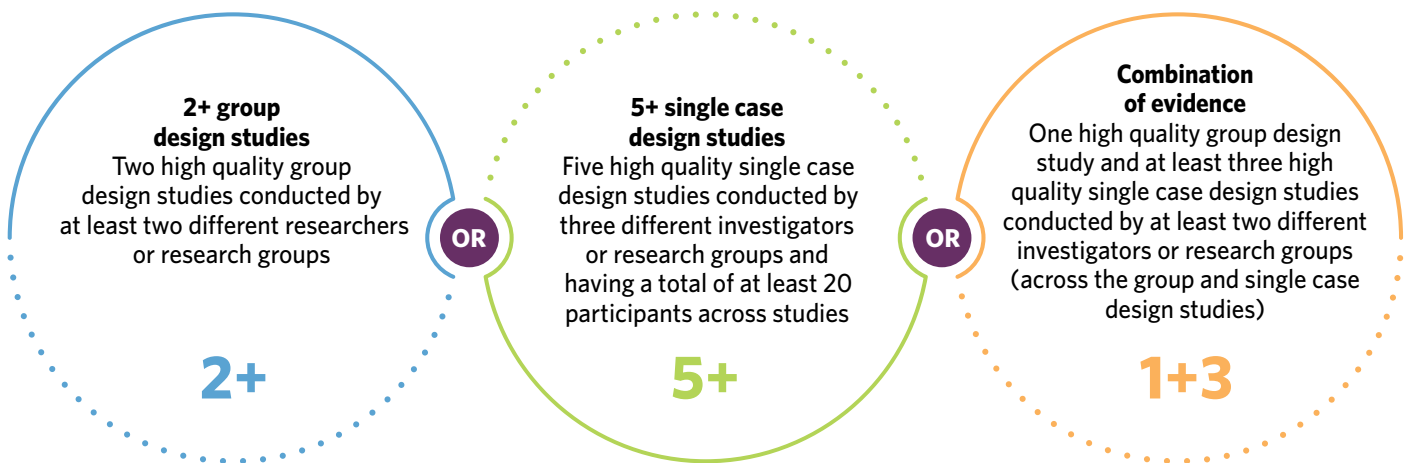 2+ group
design studies
Two high quality group
design studies conducted by
at least two different researchers
or research groups
2+
OR
5+ single case
design studies
Five high quality single case
design studies conducted by
three different investigators
or research groups and
having a total of at least 20
participants across studies
5+
OR
Combination
of evidence
One high quality group design
study and at least three high
quality single case design studies
conducted by at least two different
investigators or research groups
(across the group and single case
design studies)
1+3